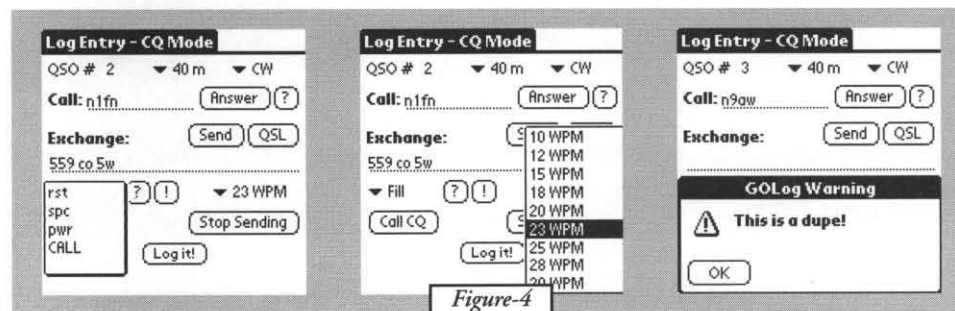 Log Entry - CQ Mode
QSO # 2 40 m CW
Call: n1fn Answer ?
Exchange: Send QSL
559 co 5w
rst ? ! 23 WPM
spc
pwr Stop Sending
CALL Log it!
Log Entry - CQ Mode
QSO # 2 40 m CW
Call: n1fn Answer ?
Exchange:
559 co 5w
Fill ? !
Call CQ
Log it!
10 WPM
12 WPM
15 WPM
18 WPM
20 WPM
23 WPM
25 WPM
28 WPM
Log Entry - CQ Mode
QSO # 3 40 m CW
Call: n9aw Answer ?
Exchange: Send QSL
GOLog Warning
This is a dupe!
OK
Figure-4